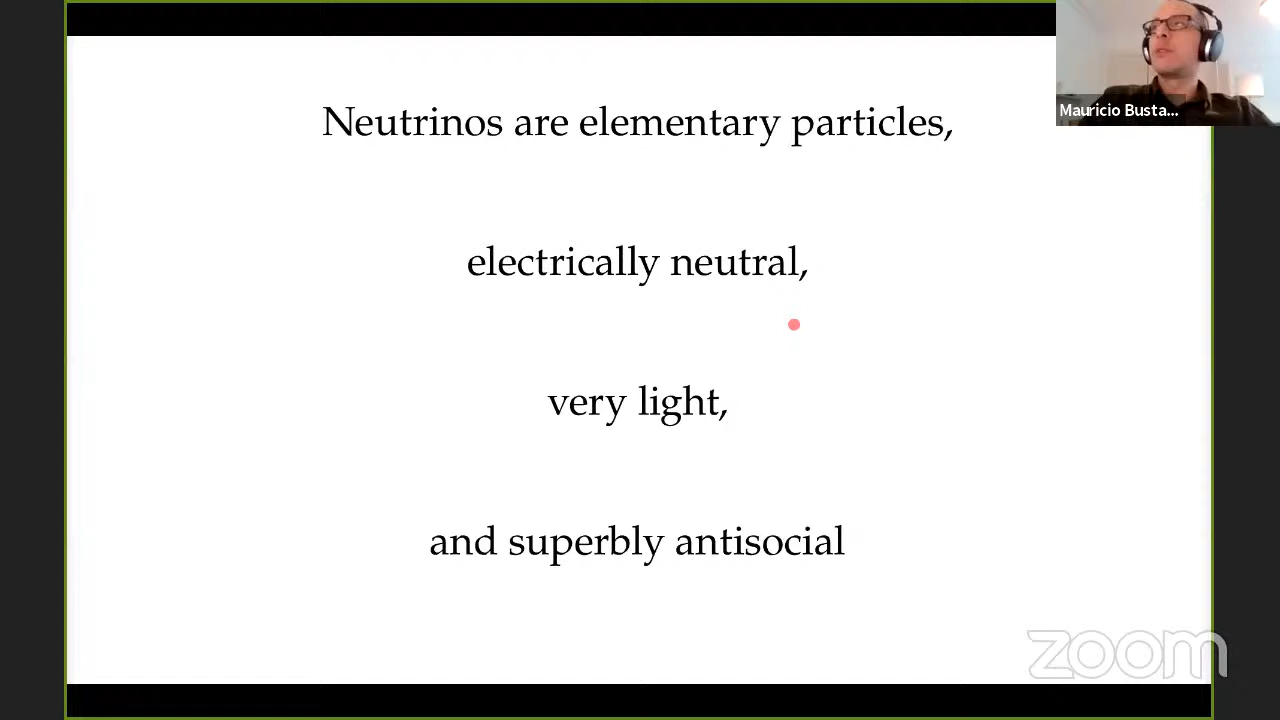 Neutrinos are elementary particles,
Mauricio Busta...
electrically neutral,
very light,
and superbly antisocial
zoom